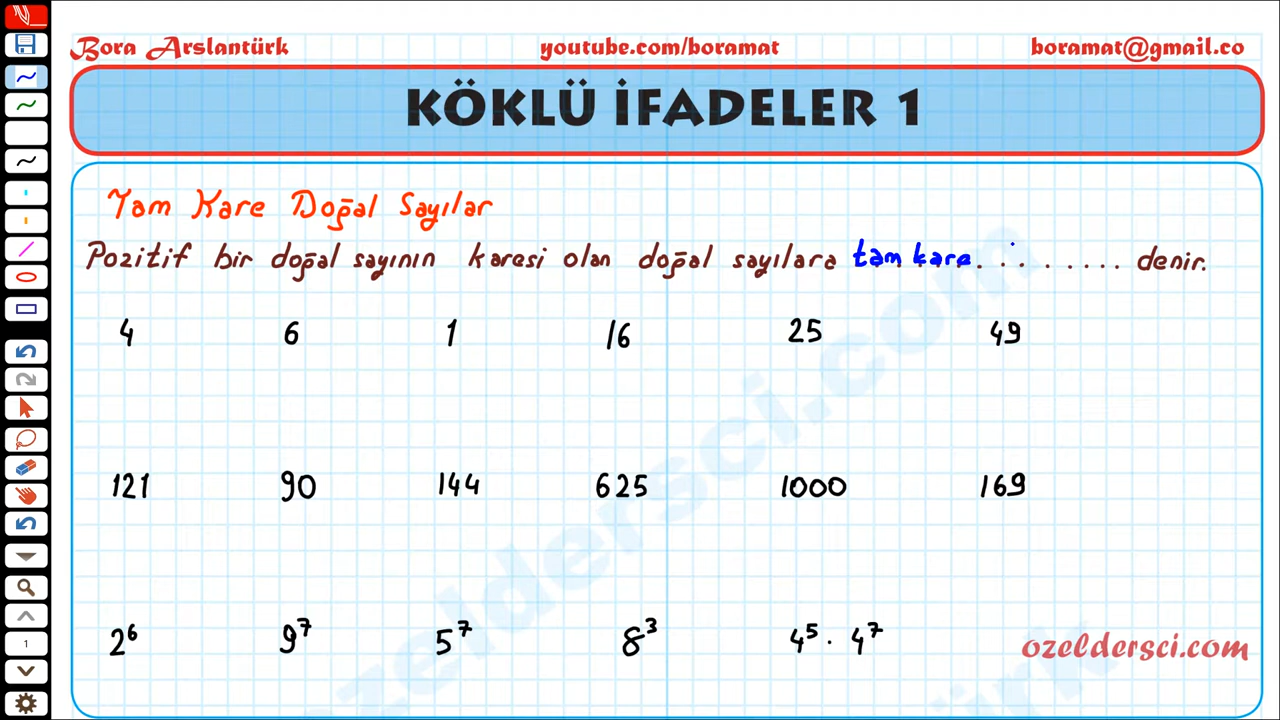 Bora Arslantürk youtube.com/boramat boramat@gmail.co
KÖKLÜ İFADELER 1
Tam Kare Doğal Sayılar
Pozitif bir doğal sayının karesi olan doğal sayılara tam kare. . . . . . . . . denir.
4 6 1 16 25 49
121 90 144 625 1000 169
2⁶ 9⁷ 5⁷ 8³ 4⁵ · 4⁷
ozeldersci.com
1